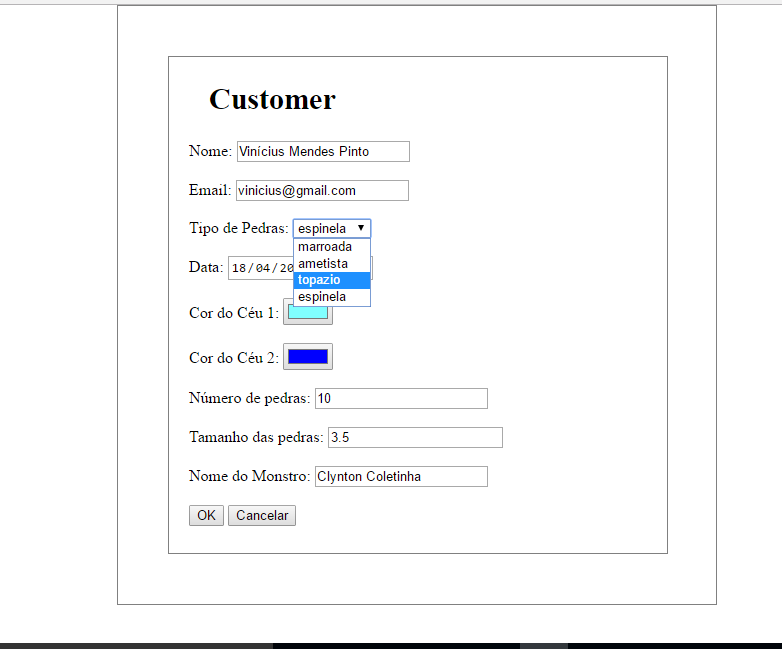 Customer
Nome: Vinícius Mendes Pinto
Email: vinicius@gmail.com
Tipo de Pedras: espinela
marroada
ametista
topazio
espinela
Data: 18/04/20
Cor do Céu 1:
Cor do Céu 2:
Número de pedras: 10
Tamanho das pedras: 3.5
Nome do Monstro: Clynton Coletinha
OK Cancelar